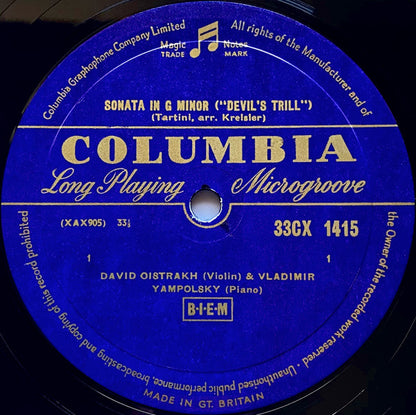 Columbia Graphophone Company Limited
All rights of the Manufacturer and of
the Owner of the recorded work reserved - Unauthorised public performance, broadcasting and copying of this record prohibited
Magic Notes
TRADE MARK
SONATA IN G MINOR ("DEVIL'S TRILL")
(Tartini, arr. Kreisler)
COLUMBIA
Long Playing Microgroove
(XAX905) 33⅓
33CX 1415
1 1
DAVID OISTRAKH (Violin) & VLADIMIR
YAMPOLSKY (Piano)
B·I·E·M
MADE IN GT. BRITAIN